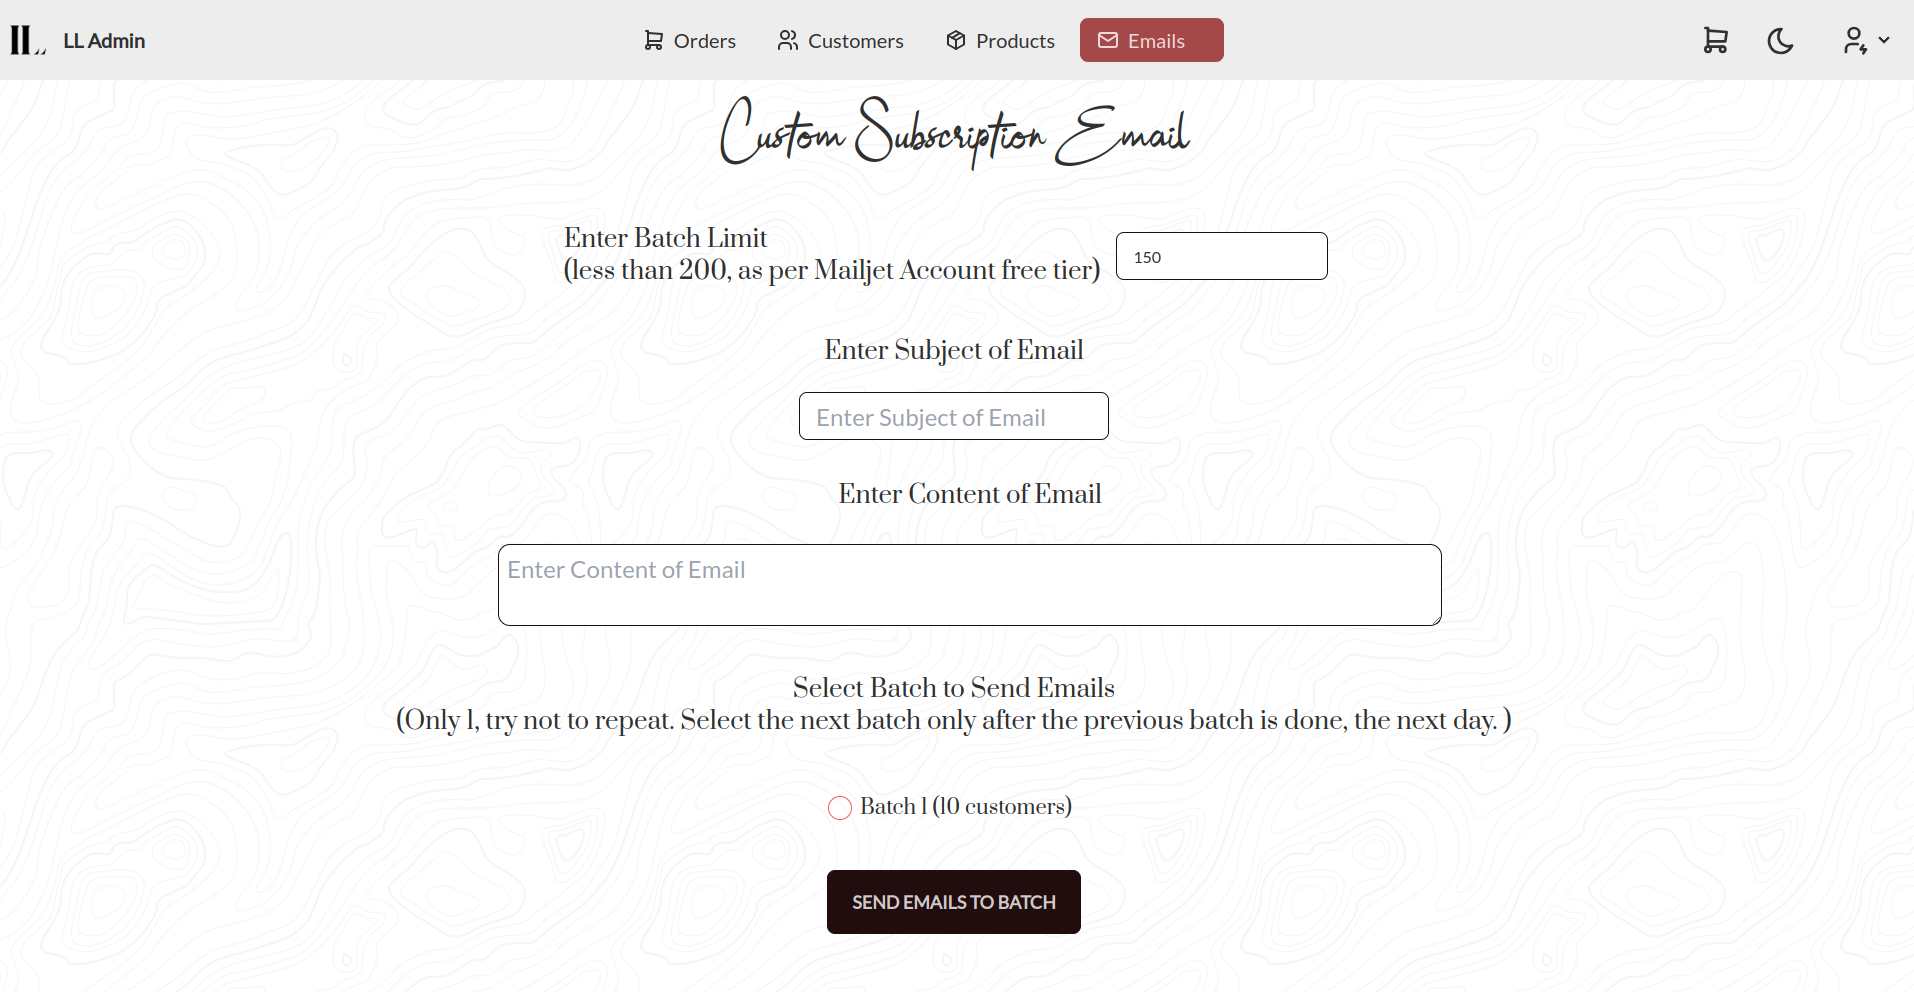 LL Admin
Orders
Customers
Products
Emails
Custom Subscription Email
Enter Batch Limit
(less than 200, as per Mailjet Account free tier)
150
Enter Subject of Email
Enter Subject of Email
Enter Content of Email
Enter Content of Email
Select Batch to Send Emails
(Only 1, try not to repeat. Select the next batch only after the previous batch is done, the next day. )
Batch 1 (10 customers)
SEND EMAILS TO BATCH